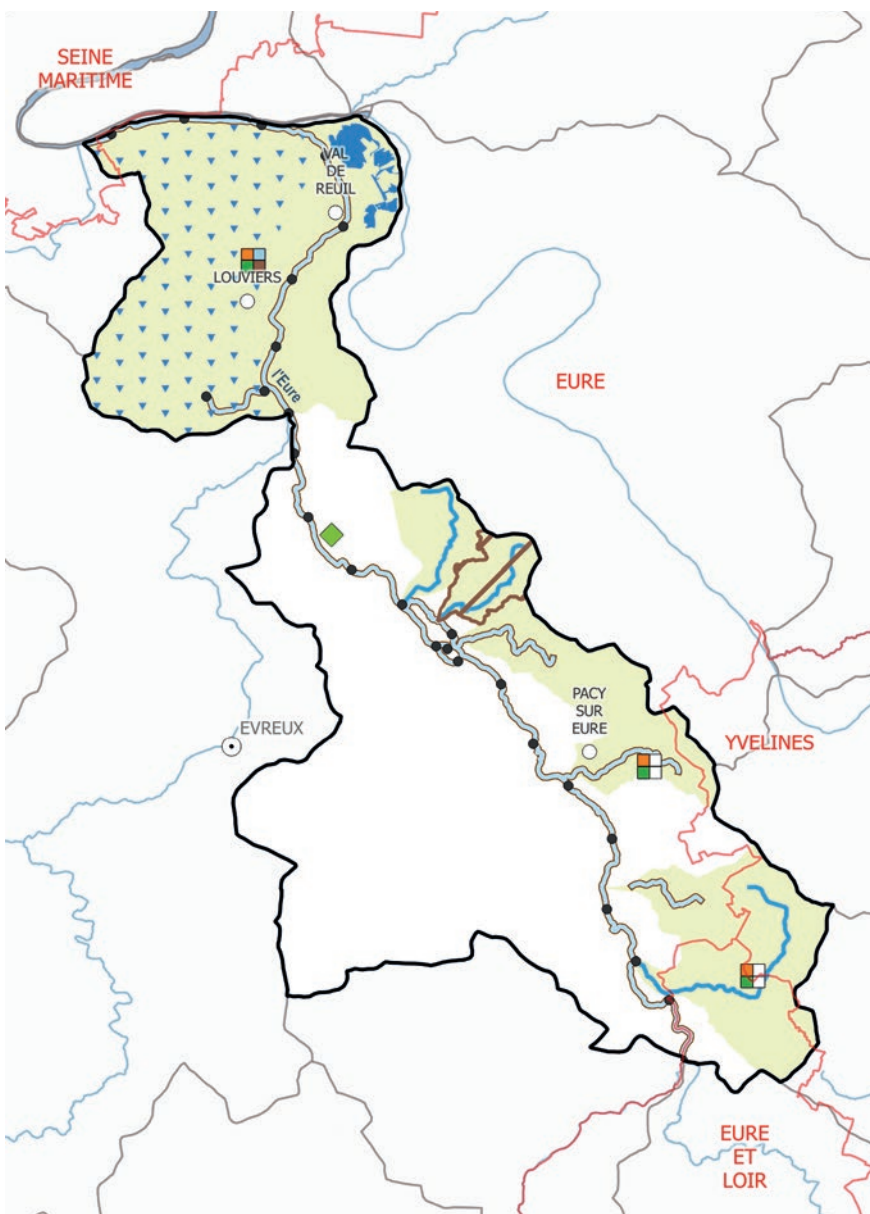 SEINE
MARITIME
VAL
DE
REUIL
LOUVIERS
l'Eure
EURE
PACY
SUR
EURE
EVREUX
YVELINES
EURE
ET
LOIR